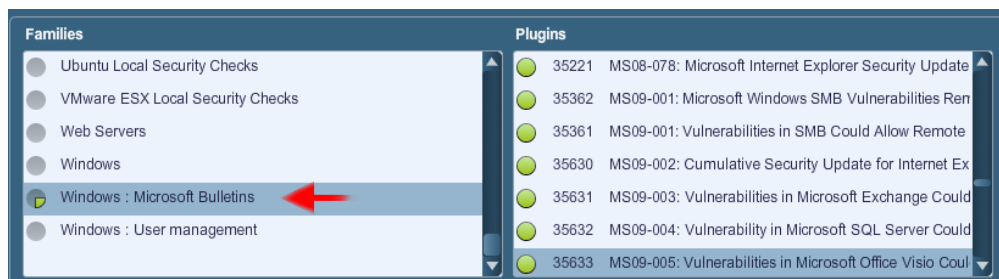 Families
Plugins
Ubuntu Local Security Checks
VMware ESX Local Security Checks
Web Servers
Windows
Windows : Microsoft Bulletins
Windows : User management
35221 MS08-078: Microsoft Internet Explorer Security Update
35362 MS09-001: Microsoft Windows SMB Vulnerabilities Rem
35361 MS09-001: Vulnerabilities in SMB Could Allow Remote
35630 MS09-002: Cumulative Security Update for Internet Ex
35631 MS09-003: Vulnerabilities in Microsoft Exchange Could
35632 MS09-004: Vulnerability in Microsoft SQL Server Could
35633 MS09-005: Vulnerabilities in Microsoft Office Visio Coul